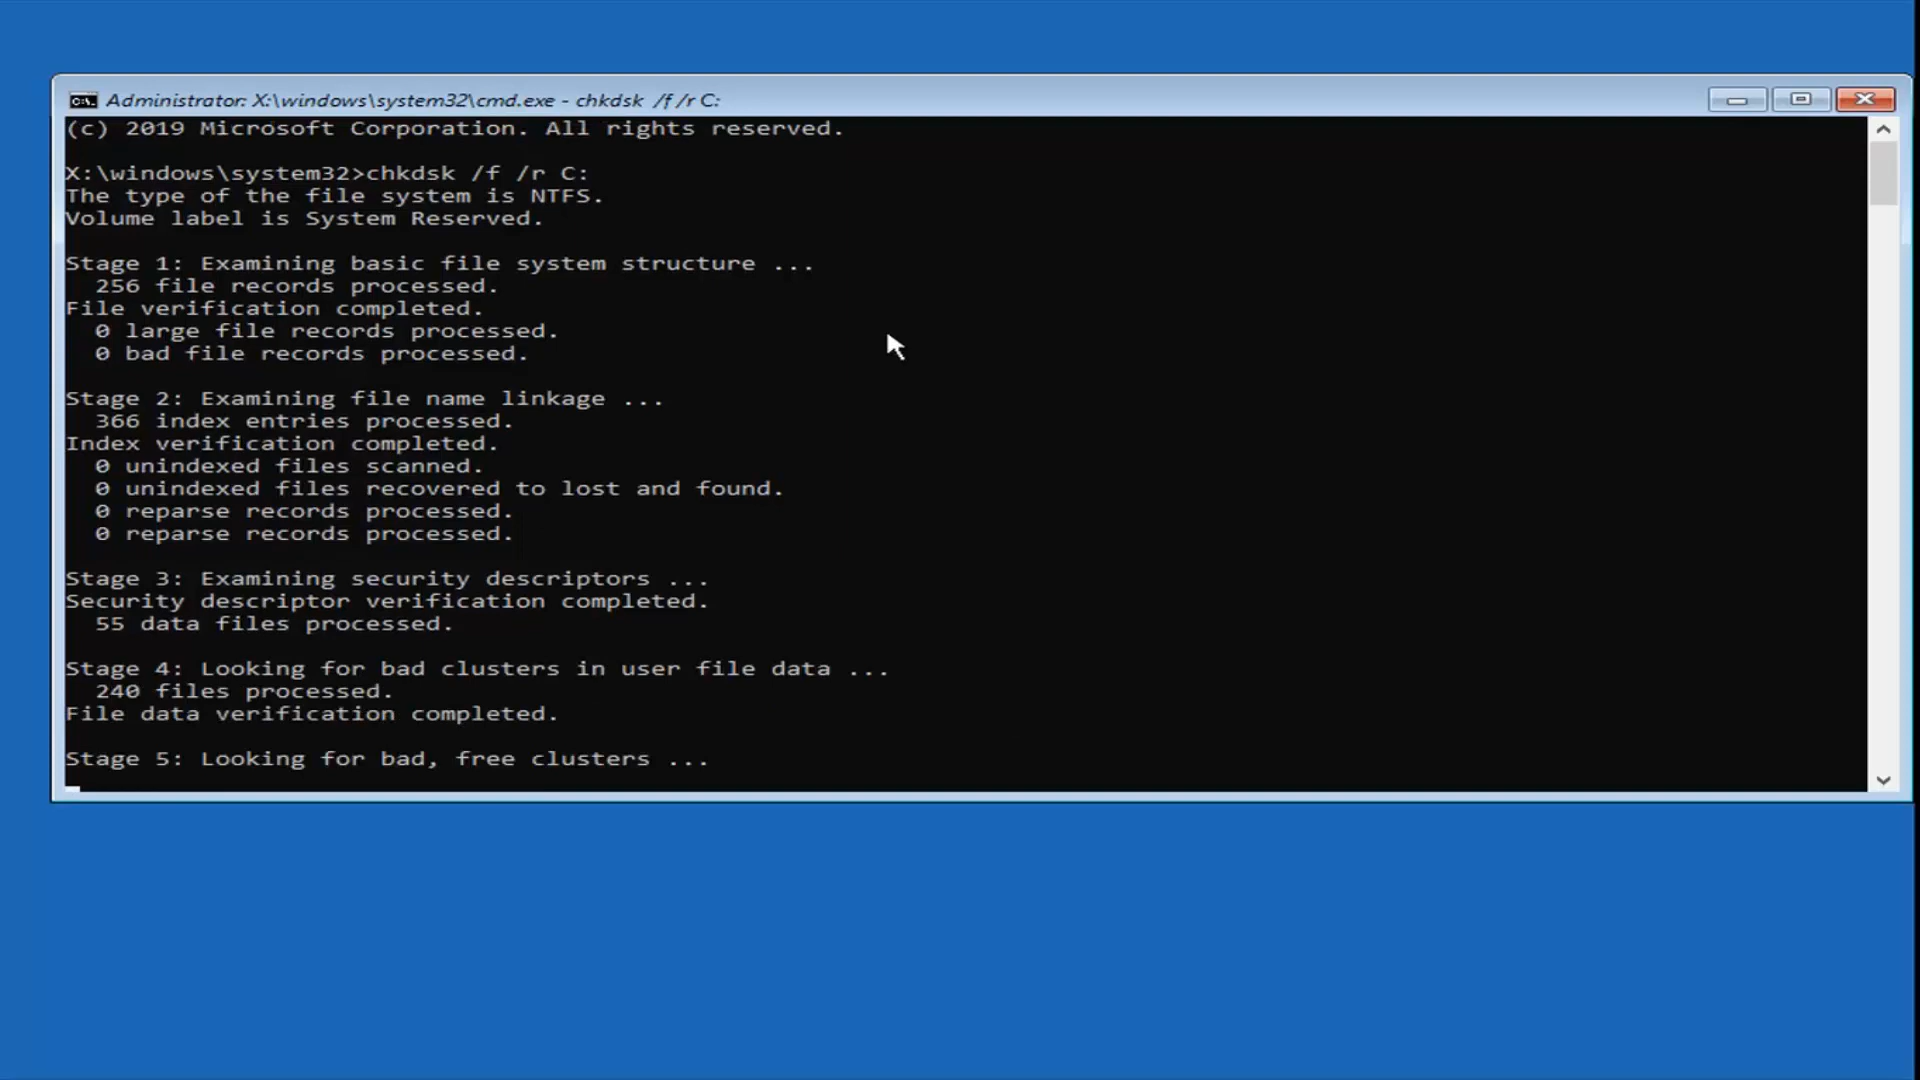 Administrator: X:\windows\system32\cmd.exe - chkdsk /f /r C:
(c) 2019 Microsoft Corporation. All rights reserved.
X:\windows\system32>chkdsk /f /r C:
The type of the file system is NTFS.
Volume label is System Reserved.
Stage 1: Examining basic file system structure ...
256 file records processed.
File verification completed.
0 large file records processed.
0 bad file records processed.
Stage 2: Examining file name linkage ...
366 index entries processed.
Index verification completed.
0 unindexed files scanned.
0 unindexed files recovered to lost and found.
0 reparse records processed.
0 reparse records processed.
Stage 3: Examining security descriptors ...
Security descriptor verification completed.
55 data files processed.
Stage 4: Looking for bad clusters in user file data ...
240 files processed.
File data verification completed.
Stage 5: Looking for bad, free clusters ...